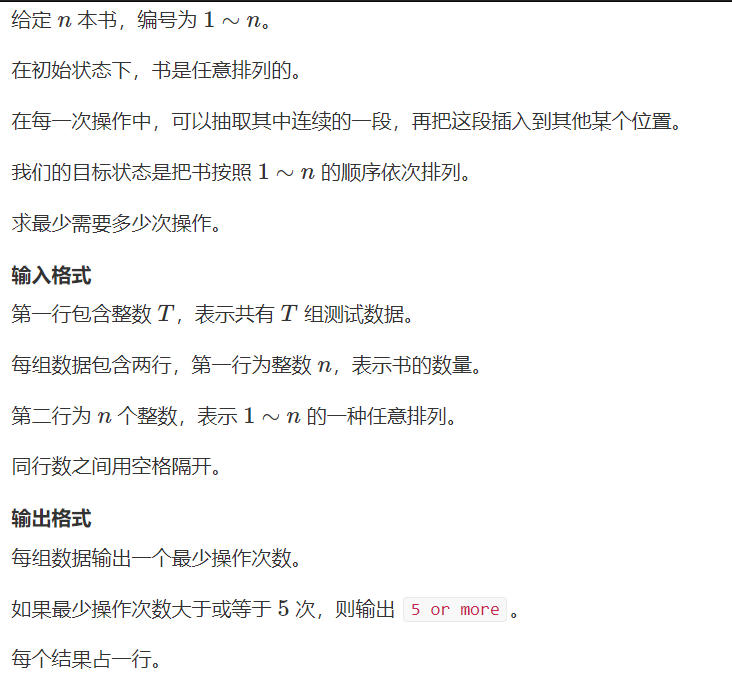 给定 n 本书，编号为 1 ∼ n。
在初始状态下，书是任意排列的。
在每一次操作中，可以抽取其中连续的一段，再把这段插入到其他某个位置。
我们的目标状态是把书按照 1 ∼ n 的顺序依次排列。
求最少需要多少次操作。
输入格式
第一行包含整数 T，表示共有 T 组测试数据。
每组数据包含两行，第一行为整数 n，表示书的数量。
第二行为 n 个整数，表示 1 ∼ n 的一种任意排列。
同行数之间用空格隔开。
输出格式
每组数据输出一个最少操作次数。
如果最少操作次数大于或等于 5 次，则输出 5 or more 。
每个结果占一行。